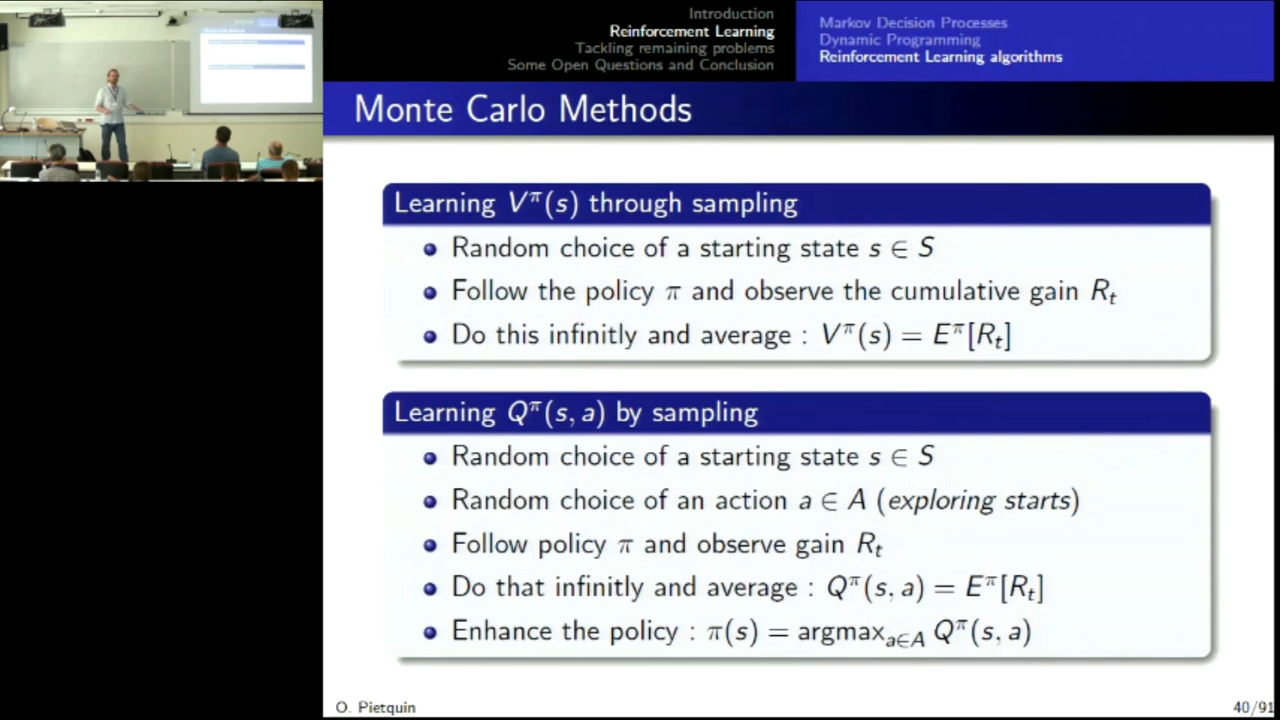 Introduction
Reinforcement Learning
Tackling remaining problems
Some Open Questions and Conclusion
Markov Decision Processes
Dynamic Programming
Reinforcement Learning algorithms
Monte Carlo Methods
Learning V^π(s) through sampling
Random choice of a starting state s ∈ S
Follow the policy π and observe the cumulative gain R_t
Do this infinitly and average : V^π(s) = E^π[R_t]
Learning Q^π(s, a) by sampling
Random choice of a starting state s ∈ S
Random choice of an action a ∈ A (exploring starts)
Follow policy π and observe gain R_t
Do that infinitly and average : Q^π(s, a) = E^π[R_t]
Enhance the policy : π(s) = argmax_{a∈A} Q^π(s, a)
O. Pietquin
40/91